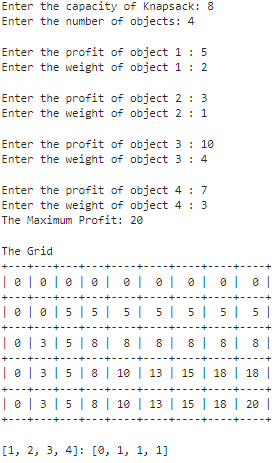 Enter the capacity of Knapsack: 8
Enter the number of objects: 4
Enter the profit of object 1 : 5
Enter the weight of object 1 : 2
Enter the profit of object 2 : 3
Enter the weight of object 2 : 1
Enter the profit of object 3 : 10
Enter the weight of object 3 : 4
Enter the profit of object 4 : 7
Enter the weight of object 4 : 3
The Maximum Profit: 20
The Grid
+---+---+---+---+----+----+----+----+----+
| 0 | 0 | 0 | 0 |  0 |  0 |  0 |  0 |  0 |
+---+---+---+---+----+----+----+----+----+
| 0 | 0 | 5 | 5 |  5 |  5 |  5 |  5 |  5 |
+---+---+---+---+----+----+----+----+----+
| 0 | 3 | 5 | 8 |  8 |  8 |  8 |  8 |  8 |
+---+---+---+---+----+----+----+----+----+
| 0 | 3 | 5 | 8 | 10 | 13 | 15 | 18 | 18 |
+---+---+---+---+----+----+----+----+----+
| 0 | 3 | 5 | 8 | 10 | 13 | 15 | 18 | 20 |
+---+---+---+---+----+----+----+----+----+
[1, 2, 3, 4]: [0, 1, 1, 1]